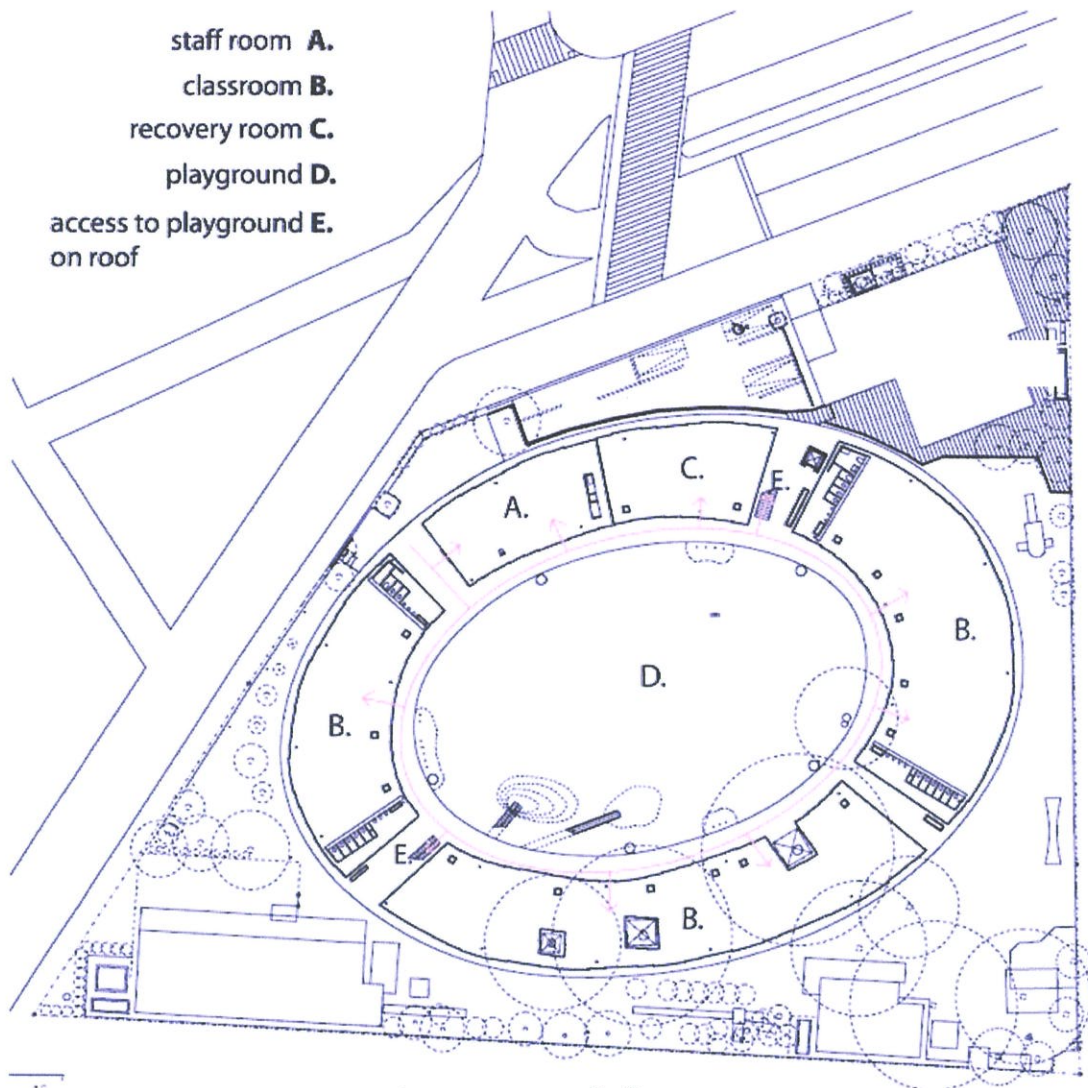 staff room A.
classroom B.
recovery room C.
playground D.
access to playground E.
on roof
C.
E.
A.
B.
D.
B.
E.
B.